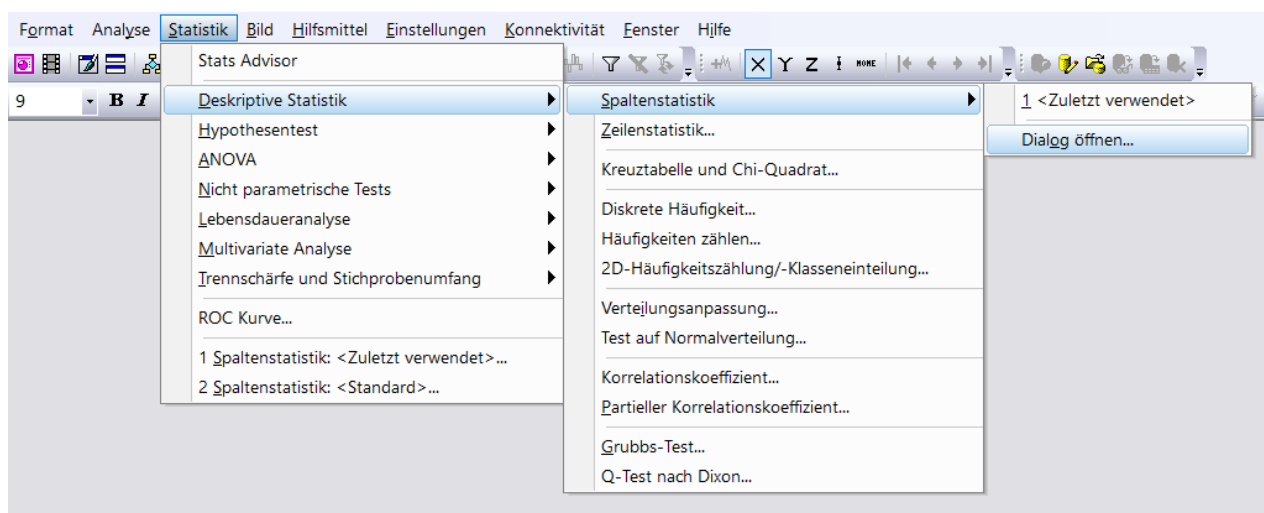 Format Analyse Statistik Bild Hilfsmittel Einstellungen Konnektivität Fenster Hilfe
X Y Z HOME
9 B I
Stats Advisor
Deskriptive Statistik
Hypothesentest
ANOVA
Nicht parametrische Tests
Lebensdaueranalyse
Multivariate Analyse
Trennschärfe und Stichprobenumfang
ROC Kurve...
1 Spaltenstatistik: <Zuletzt verwendet>...
2 Spaltenstatistik: <Standard>...
Spaltenstatistik
Zeilenstatistik...
Kreuztabelle und Chi-Quadrat...
Diskrete Häufigkeit...
Häufigkeiten zählen...
2D-Häufigkeitszählung/-Klasseneinteilung...
Verteilungsanpassung...
Test auf Normalverteilung...
Korrelationskoeffizient...
Partieller Korrelationskoeffizient...
Grubbs-Test...
Q-Test nach Dixon...
1 <Zuletzt verwendet>
Dialog öffnen...